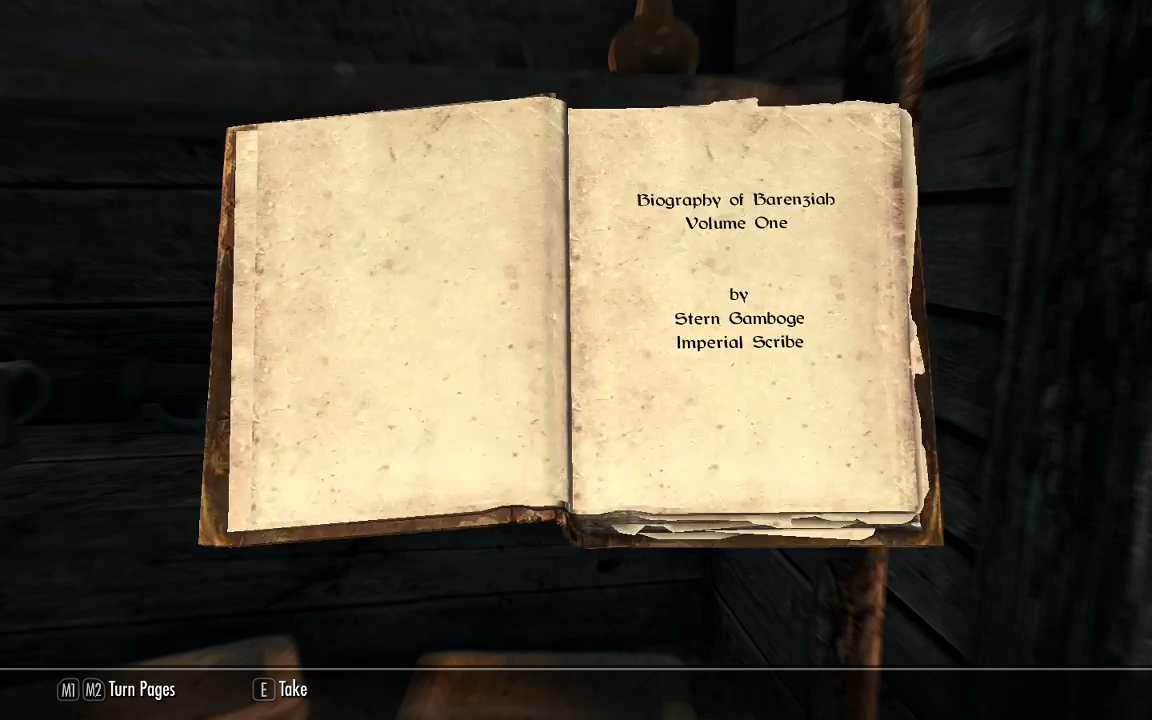 Biography of Barenziah
Volume One
by
Stern Gamboge
Imperial Scribe
M1 M2 Turn Pages
E Take